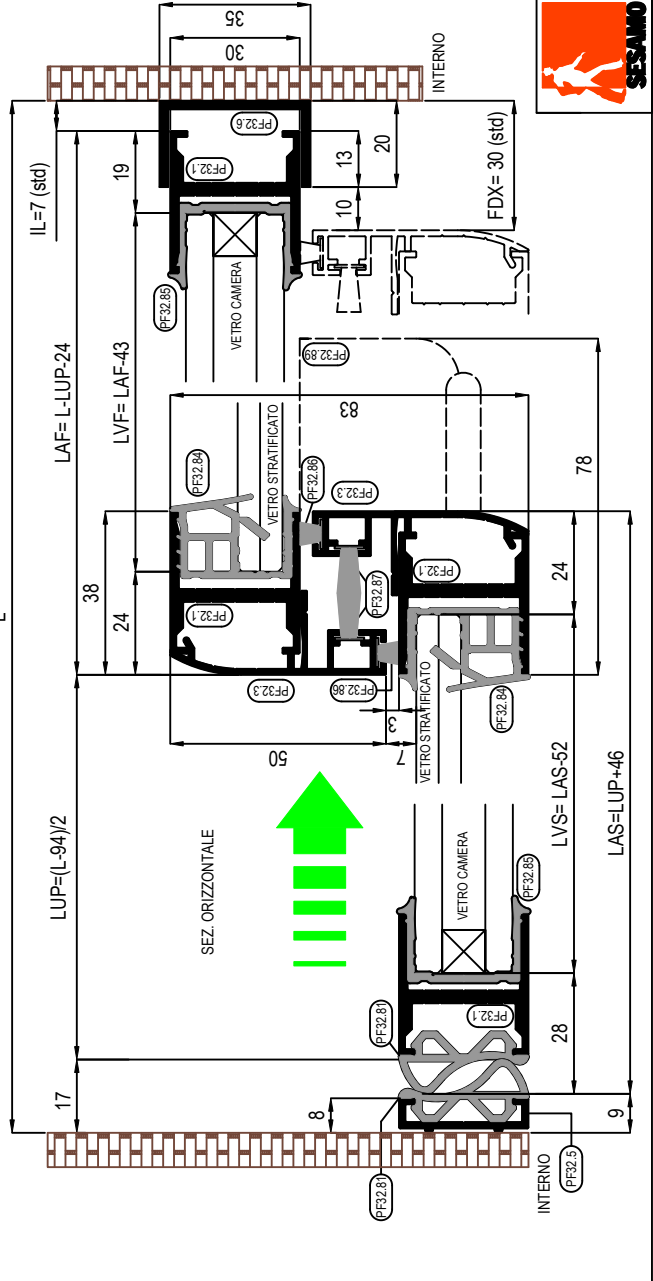 L
LUP=(L-94)/2
LAF= L-LUP-24
IL=7 (std)
LVF= LAF-43
17
38
24
19
8
35
30
INTERNO
PF32.6
PF32.1
PF32.85
VETRO CAMERA
13
20
10
FDX= 30 (std)
PF32.89
83
78
PF32.84
VETRO STRATIFICATO
PF32.86
PF32.3
PF32.1
PF32.87
PF32.1
PF32.3
PF32.86
3
7
50
VETRO STRATIFICATO
PF32.84
24
SEZ. ORIZZONTALE
VETRO CAMERA
PF32.85
LVS= LAS-52
LAS=LUP+46
PF32.81
PF32.1
28
9
PF32.81
INTERNO
PF32.5
SESAMO